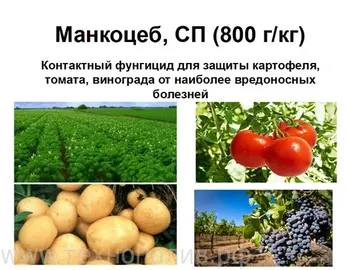 Манкоцеб, СП (800 г/кг)
Контактный фунгицид для защиты картофеля,
томата, винограда от наиболее вредоносных
болезней